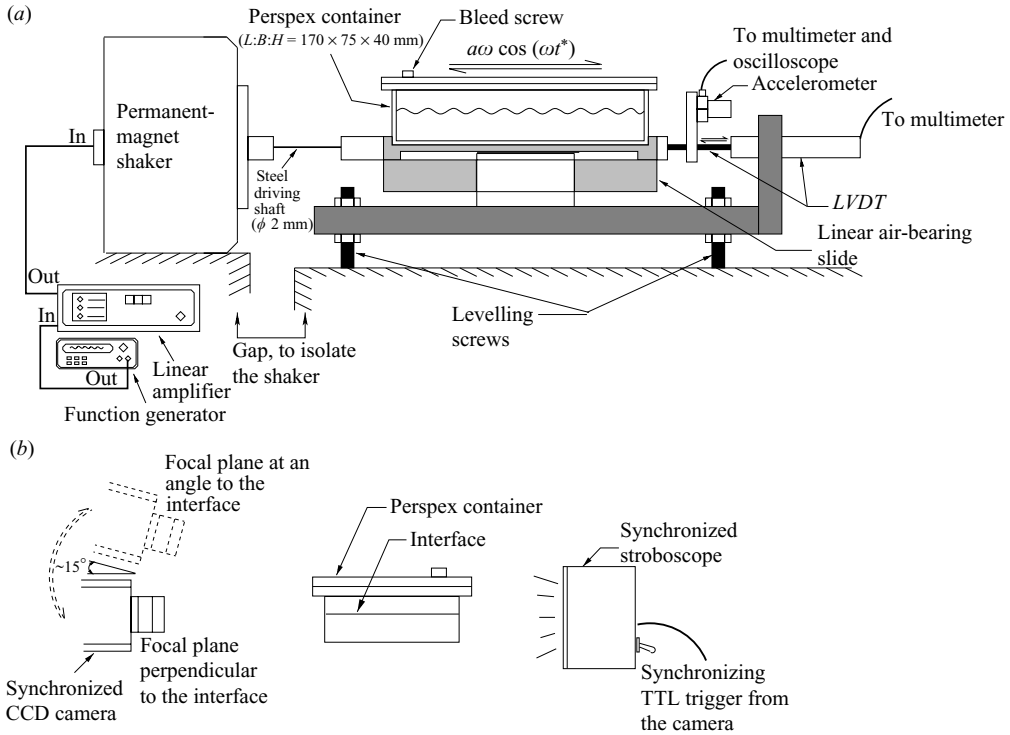 (a)
Perspex container
(L:B:H = 170 × 75 × 40 mm)
Bleed screw
aω cos (ωt*)
To multimeter and
oscilloscope
Accelerometer
To multimeter
Permanent-
magnet
shaker
In
Steel
driving
shaft
(ϕ 2 mm)
LVDT
Linear air-bearing
slide
Out
In
Levelling
screws
Gap, to isolate
the shaker
Linear
amplifier
Out
Function generator
(b)
Focal plane at an
angle to the
interface
~15°
Perspex container
Interface
Synchronized
stroboscope
Focal plane
perpendicular
to the interface
Synchronized
CCD camera
Synchronizing
TTL trigger from
the camera